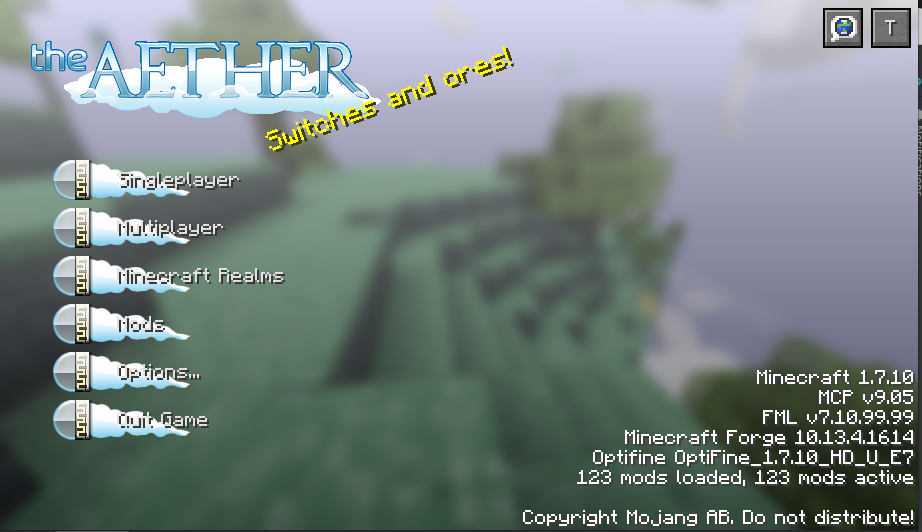 the AETHER
Switches and ores!
T
Singleplayer
Multiplayer
Minecraft Realms
Mods
Options...
Quit Game
Minecraft 1.7.10
MCP v9.05
FML v7.10.99.99
Minecraft Forge 10.13.4.1614
Optifine OptiFine_1.7.10_HD_U_E7
123 mods loaded, 123 mods active
Copyright Mojang AB. Do not distribute!